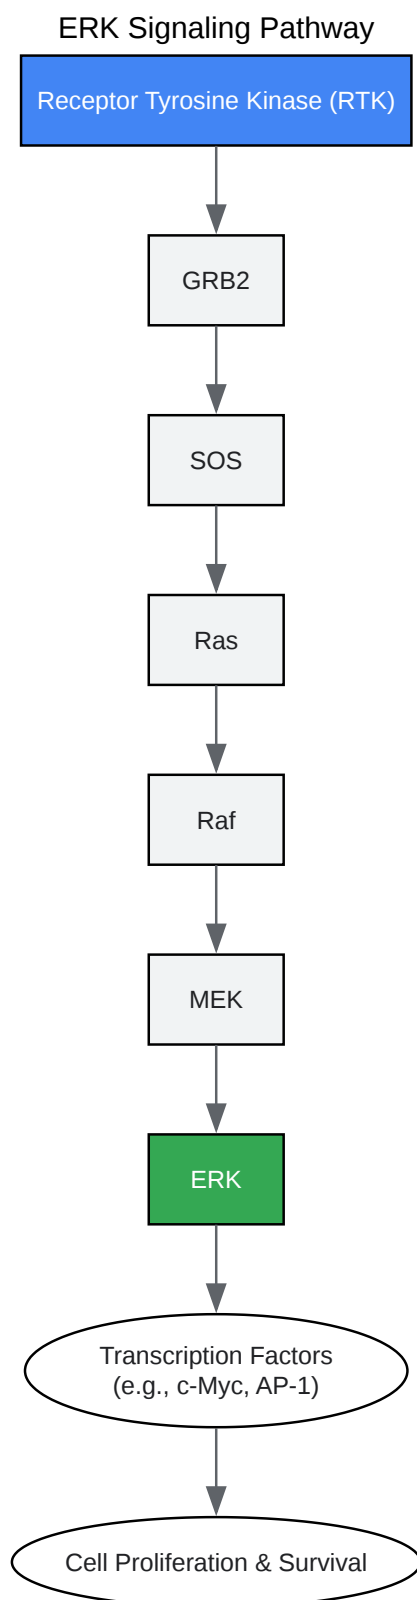 ERK Signaling Pathway
Receptor Tyrosine Kinase (RTK)
GRB2
SOS
Ras
Raf
MEK
ERK
Transcription Factors
(e.g., c-Myc, AP-1)
Cell Proliferation & Survival